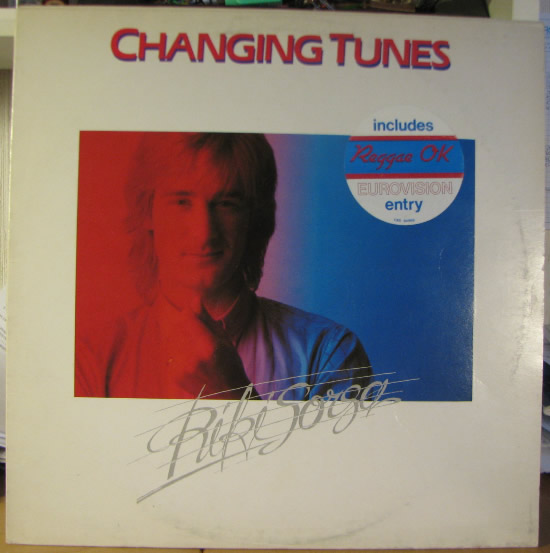 CHANGING TUNES
includes
Reggae OK
EUROVISION
entry
Riki Sorsa